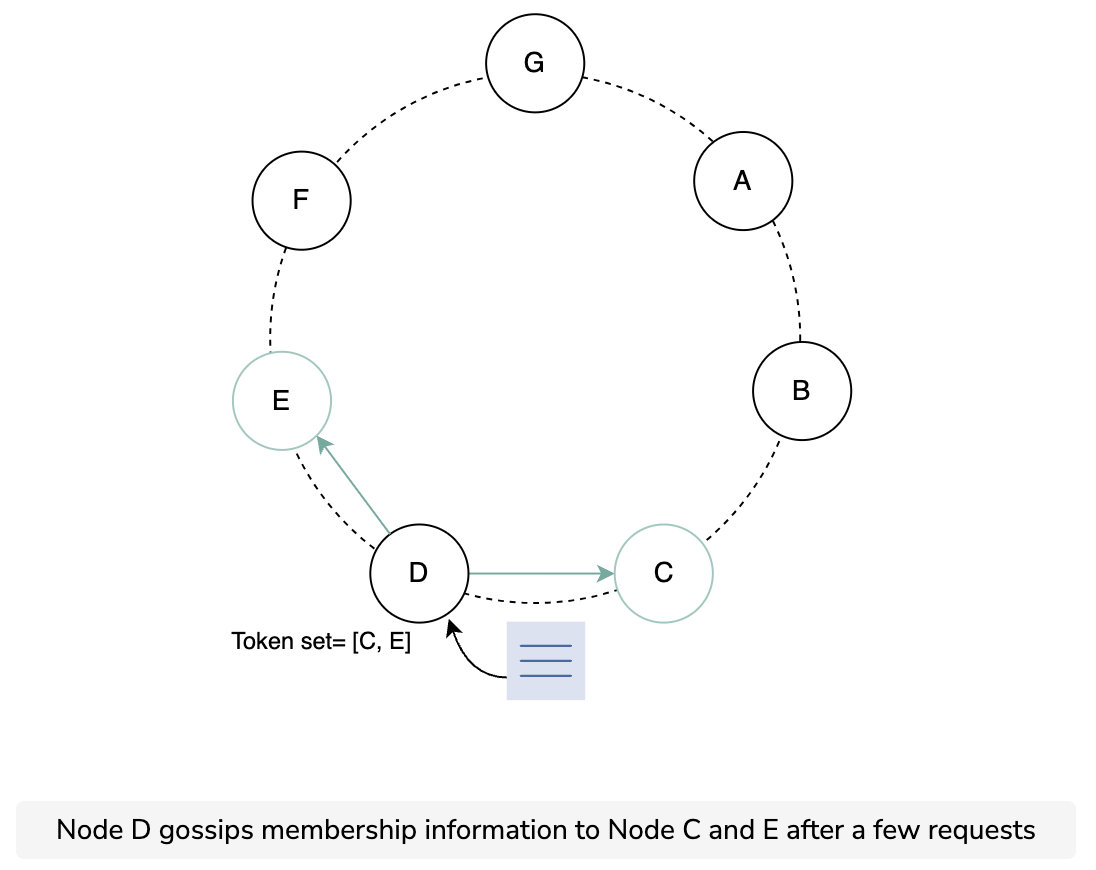 G
A
F
B
E
D
C
Token set= [C, E]
Node D gossips membership information to Node C and E after a few requests